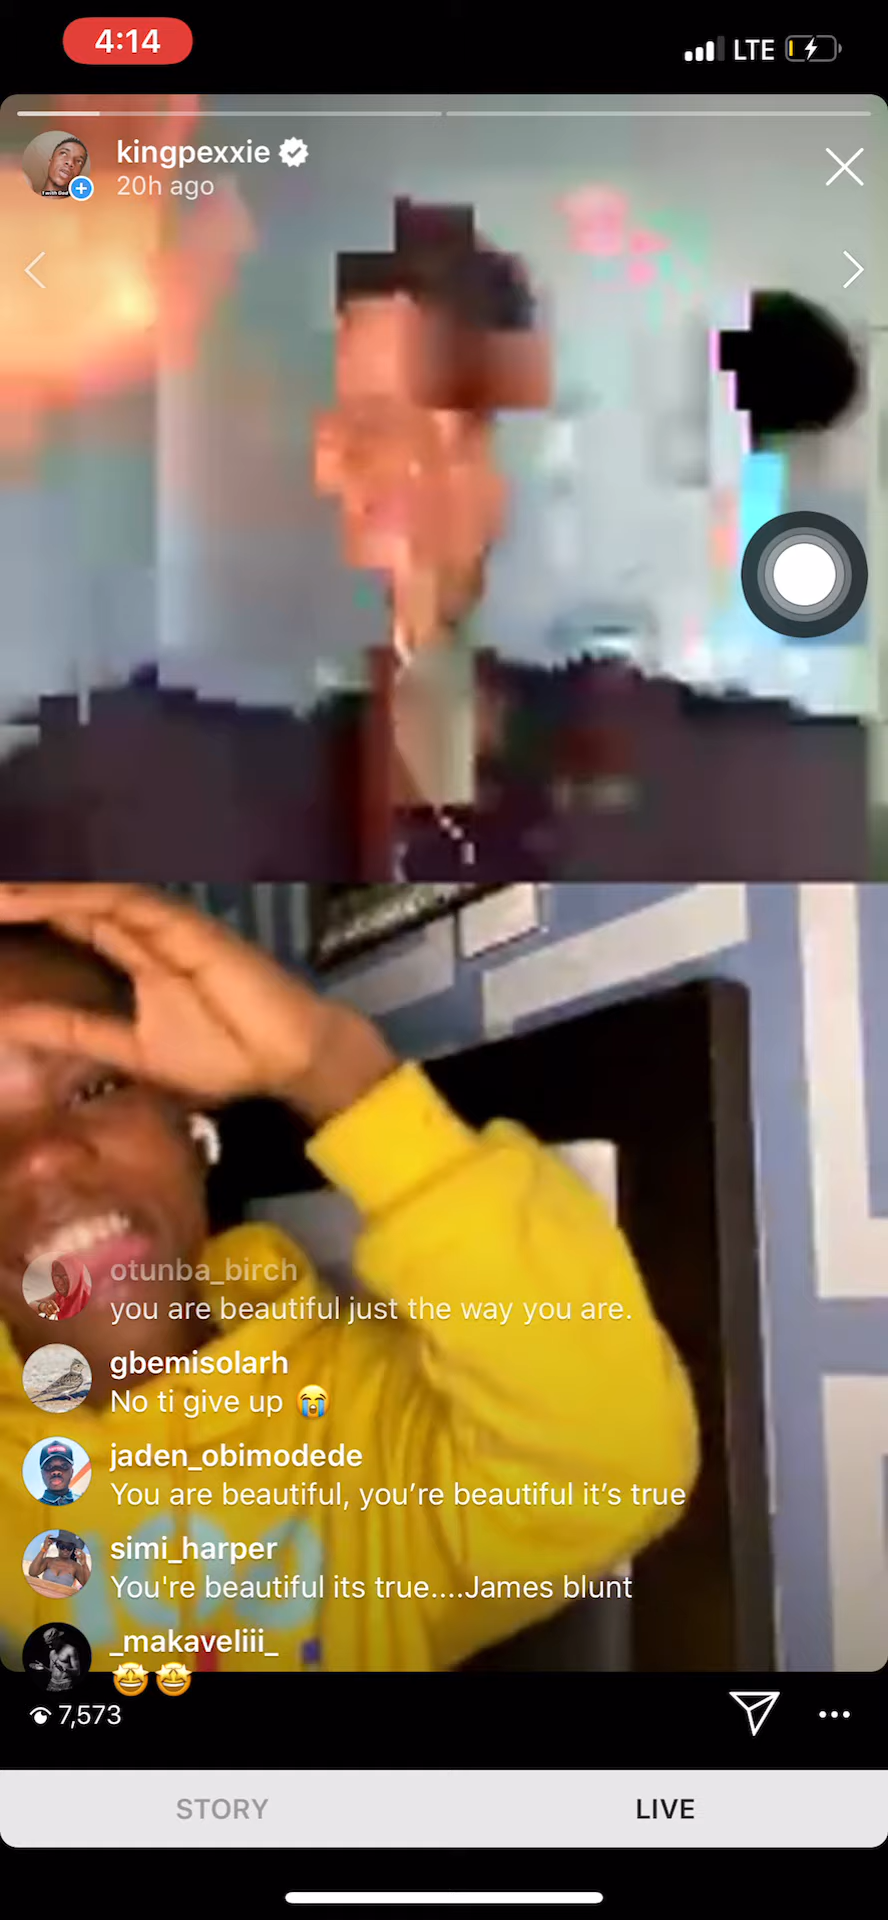 4:14
LTE
kingpexxie
20h ago
otunba_birch
you are beautiful just the way you are.
gbemisolarh
No ti give up 😭
jaden_obimodede
You are beautiful, you're beautiful it's true
simi_harper
You're beautiful its true....James blunt
_makaveliii_
🤩🤩
7,573
STORY
LIVE